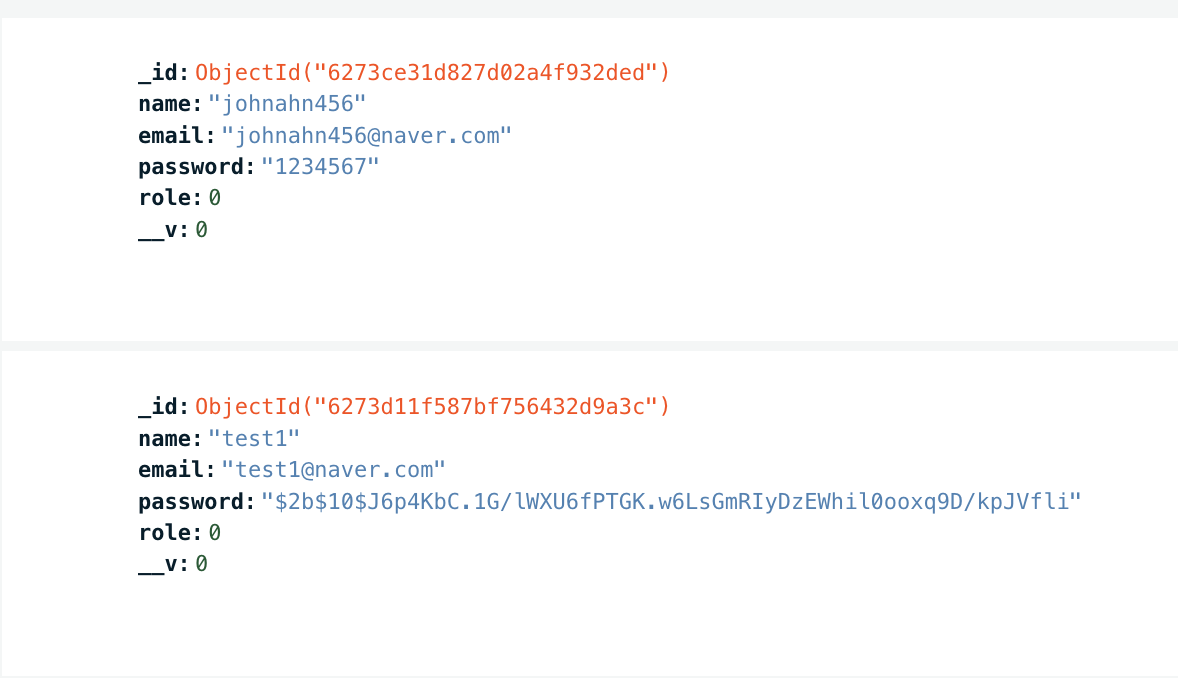 _id: ObjectId("6273ce31d827d02a4f932ded")
name: "johnahn456"
email: "johnahn456@naver.com"
password: "1234567"
role: 0
__v: 0
_id: ObjectId("6273d11f587bf756432d9a3c")
name: "test1"
email: "test1@naver.com"
password: "$2b$10$J6p4KbC.1G/lWXU6fPTGK.w6LsGmRIyDzEWhil0ooxq9D/kpJVfli"
role: 0
__v: 0